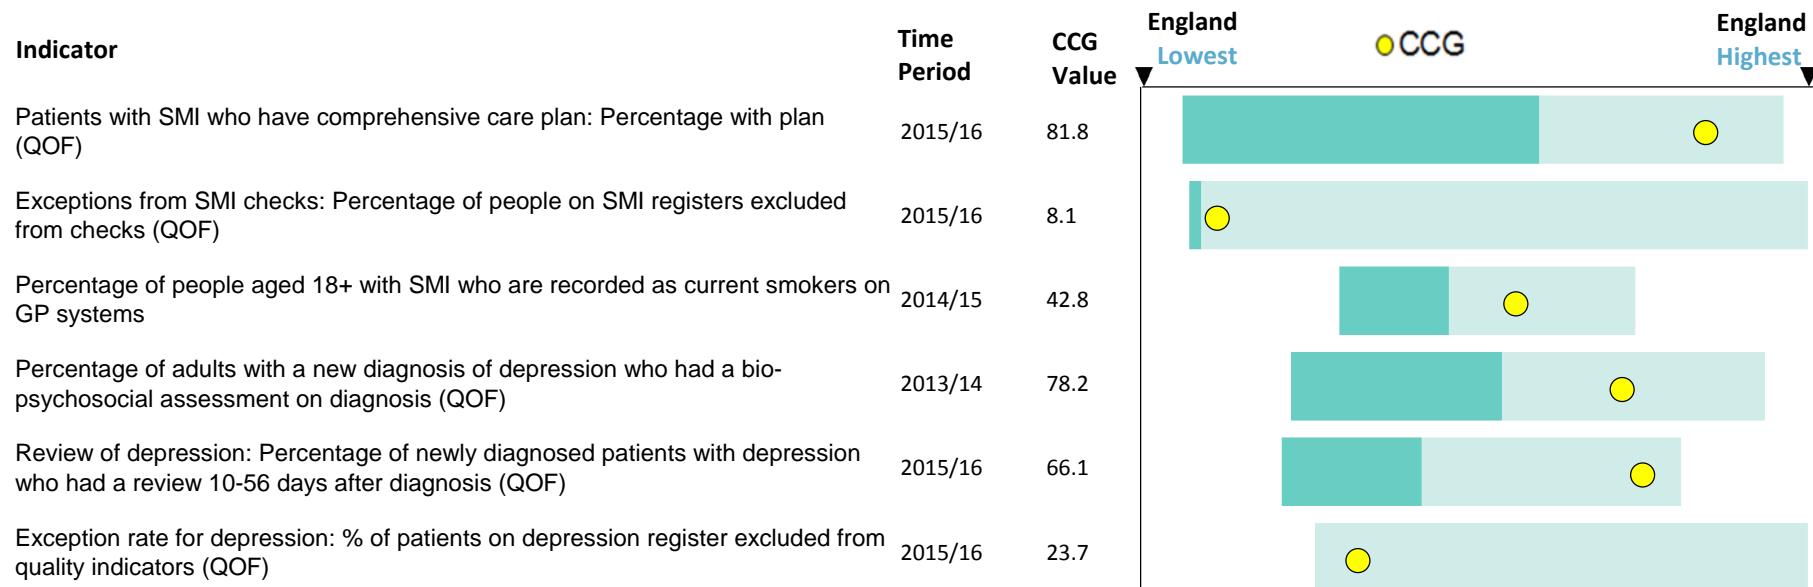 Indicator
Time
Period
CCG
Value
England
Lowest
CCG
England
Highest
Patients with SMI who have comprehensive care plan: Percentage with plan
(QOF)
2015/16
81.8
Exceptions from SMI checks: Percentage of people on SMI registers excluded
from checks (QOF)
2015/16
8.1
Percentage of people aged 18+ with SMI who are recorded as current smokers on
GP systems
2014/15
42.8
Percentage of adults with a new diagnosis of depression who had a bio-
psychosocial assessment on diagnosis (QOF)
2013/14
78.2
Review of depression: Percentage of newly diagnosed patients with depression
who had a review 10-56 days after diagnosis (QOF)
2015/16
66.1
Exception rate for depression: % of patients on depression register excluded from
quality indicators (QOF)
2015/16
23.7